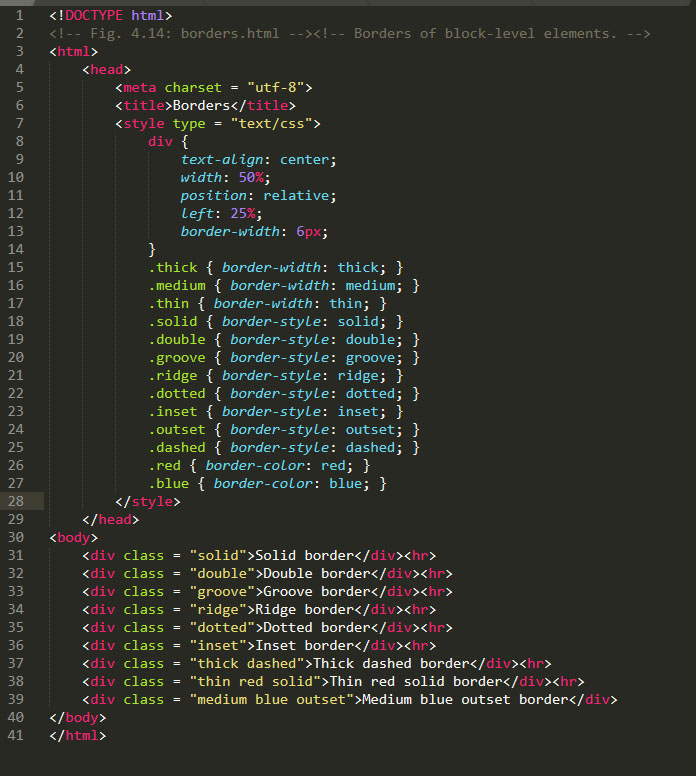 1 <!DOCTYPE html>
2 <!-- Fig. 4.14: borders.html --><!-- Borders of block-level elements. -->
3 <html>
4     <head>
5         <meta charset = "utf-8">
6         <title>Borders</title>
7         <style type = "text/css">
8             div {
9                 text-align: center;
10                 width: 50%;
11                 position: relative;
12                 left: 25%;
13                 border-width: 6px;
14             }
15             .thick { border-width: thick; }
16             .medium { border-width: medium; }
17             .thin { border-width: thin; }
18             .solid { border-style: solid; }
19             .double { border-style: double; }
20             .groove { border-style: groove; }
21             .ridge { border-style: ridge; }
22             .dotted { border-style: dotted; }
23             .inset { border-style: inset; }
24             .outset { border-style: outset; }
25             .dashed { border-style: dashed; }
26             .red { border-color: red; }
27             .blue { border-color: blue; }
28         </style>
29     </head>
30 <body>
31     <div class = "solid">Solid border</div><hr>
32     <div class = "double">Double border</div><hr>
33     <div class = "groove">Groove border</div><hr>
34     <div class = "ridge">Ridge border</div><hr>
35     <div class = "dotted">Dotted border</div><hr>
36     <div class = "inset">Inset border</div><hr>
37     <div class = "thick dashed">Thick dashed border</div><hr>
38     <div class = "thin red solid">Thin red solid border</div><hr>
39     <div class = "medium blue outset">Medium blue outset border</div>
40 </body>
41 </html>